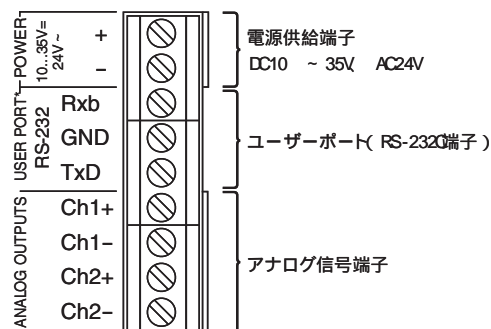 POWER
10...35V=
24V ~
+
−
電源供給端子
DC10 ~ 35V, AC24V
USER PORT*
RS-232
Rxb
GND
TxD
ユーザーポート( RS-232C端子 )
ANALOG OUTPUTS
Ch1+
Ch1−
Ch2+
Ch2−
アナログ信号端子